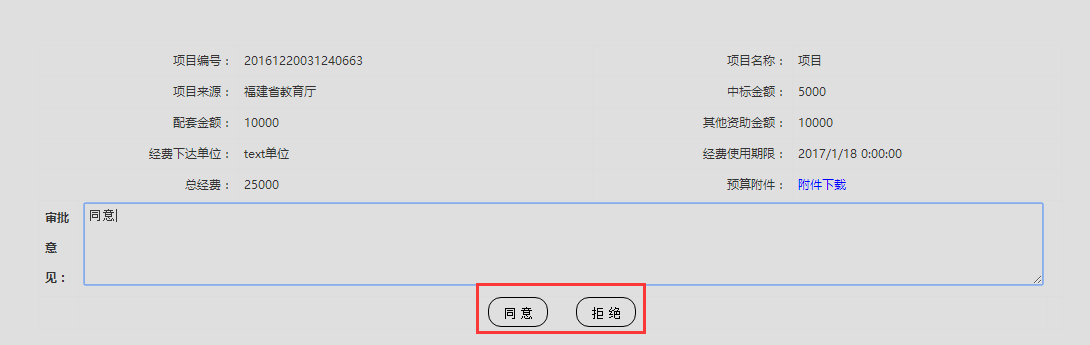 项目编号： 20161220031240663 项目名称： 项目
项目来源： 福建省教育厅 中标金额： 5000
配套金额： 10000 其他资助金额： 10000
经费下达单位： text单位 经费使用期限： 2017/1/18 0:00:00
总经费： 25000 预算附件： 附件下载
审批 同意
意
见：
同 意 拒 绝